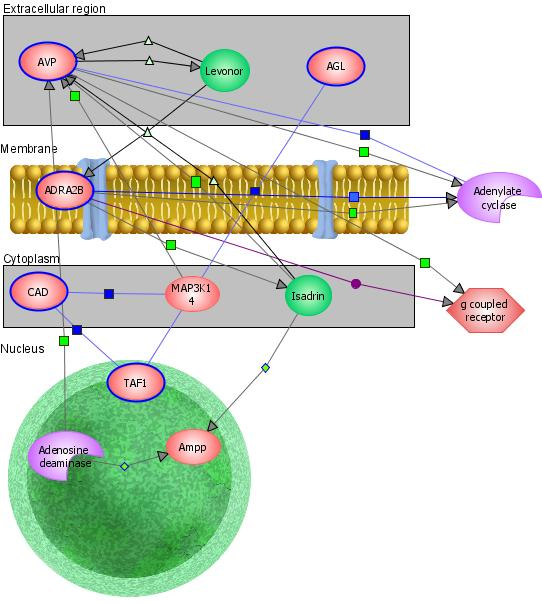 Extracellular region
AVP
Levonor
AGL
Membrane
ADRA2B
Adenylate
cyclase
Cytoplasm
CAD
MAP3K1
4
Isadrin
g coupled
receptor
Nucleus
TAF1
Adenosine
deaminase
Ampp